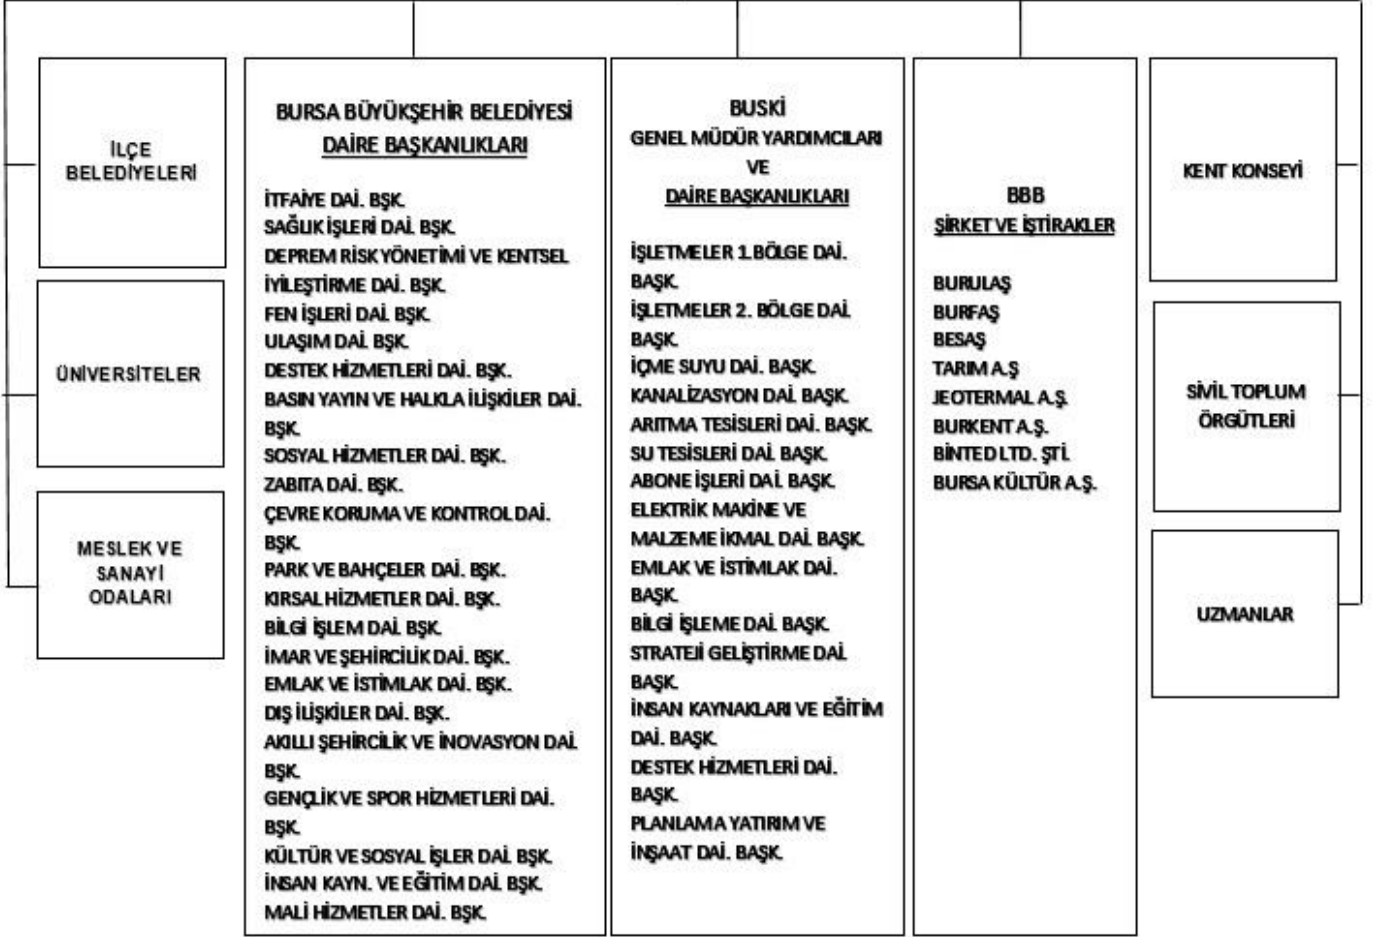 İLÇE
BELEDİYELERİ
ÜNİVERSİTELER
MESLEK VE
SANAYİ
ODALARI
BURSA BÜYÜKŞEHİR BELEDİYESİ
DAİRE BAŞKANLIKLARI
İTFAİYE DAİ. BŞK.
SAĞLIK İŞLERİ DAİ. BŞK.
DEPREM RİSK YÖNETİMİ VE KENTSEL
İYİLEŞTİRME DAİ. BŞK.
FEN İŞLERİ DAİ. BŞK.
ULAŞIM DAİ. BŞK.
DESTEK HİZMETLERİ DAİ. BŞK.
BASIN YAYIN VE HALKLA İLİŞKİLER DAİ.
BŞK.
SOSYAL HİZMETLER DAİ. BŞK.
ZABITA DAİ. BŞK.
ÇEVRE KORUMA VE KONTROL DAİ.
BŞK.
PARK VE BAHÇELER DAİ. BŞK.
KIRSAL HİZMETLER DAİ. BŞK.
BİLGİ İŞLEM DAİ. BŞK.
İMAR VE ŞEHİRCİLİK DAİ. BŞK.
EMLAK VE İSTİMLAK DAİ. BŞK.
DIŞ İLİŞKİLER DAİ. BŞK.
AKILLI ŞEHİRCİLİK VE İNOVASYON DAİ.
BŞK.
GENÇLİK VE SPOR HİZMETLERİ DAİ.
BŞK.
KÜLTÜR VE SOSYAL İŞLER DAİ. BŞK.
İNSAN KAYN. VE EĞİTİM DAİ. BŞK.
MALİ HİZMETLER DAİ. BŞK.
BUSKİ
GENEL MÜDÜR YARDIMCILARI
VE
DAİRE BAŞKANLIKLARI
İŞLETMELER 1.BÖLGE DAİ.
BAŞK.
İŞLETMELER 2. BÖLGE DAİ.
BAŞK.
İÇME SUYU DAİ. BAŞK.
KANALİZASYON DAİ. BAŞK.
ARITMA TESİSLERİ DAİ. BAŞK.
SU TESİSLERİ DAİ. BAŞK.
ABONE İŞLERİ DAİ. BAŞK.
ELEKTRİK MAKİNE VE
MALZEME İKMAL DAİ. BAŞK.
EMLAK VE İSTİMLAK DAİ.
BAŞK.
BİLGİ İŞLEME DAİ. BAŞK.
STRATEJİ GELİŞTİRME DAİ.
BAŞK.
İNSAN KAYNAKLARI VE EĞİTİM
DAİ. BAŞK.
DESTEK HİZMETLERİ DAİ.
BAŞK.
PLANLAMA YATIRIM VE
İNŞAAT DAİ. BAŞK.
BBB
ŞİRKET VE İŞTİRAKLER
BURULAŞ
BURFAŞ
BESAŞ
TARIM A.Ş
JEOTERMAL A.Ş.
BURKENT A.Ş.
BİNTED LTD. ŞTİ.
BURSA KÜLTÜR A.Ş.
KENT KONSEYİ
SİVİL TOPLUM
ÖRGÜTLERİ
UZMANLAR